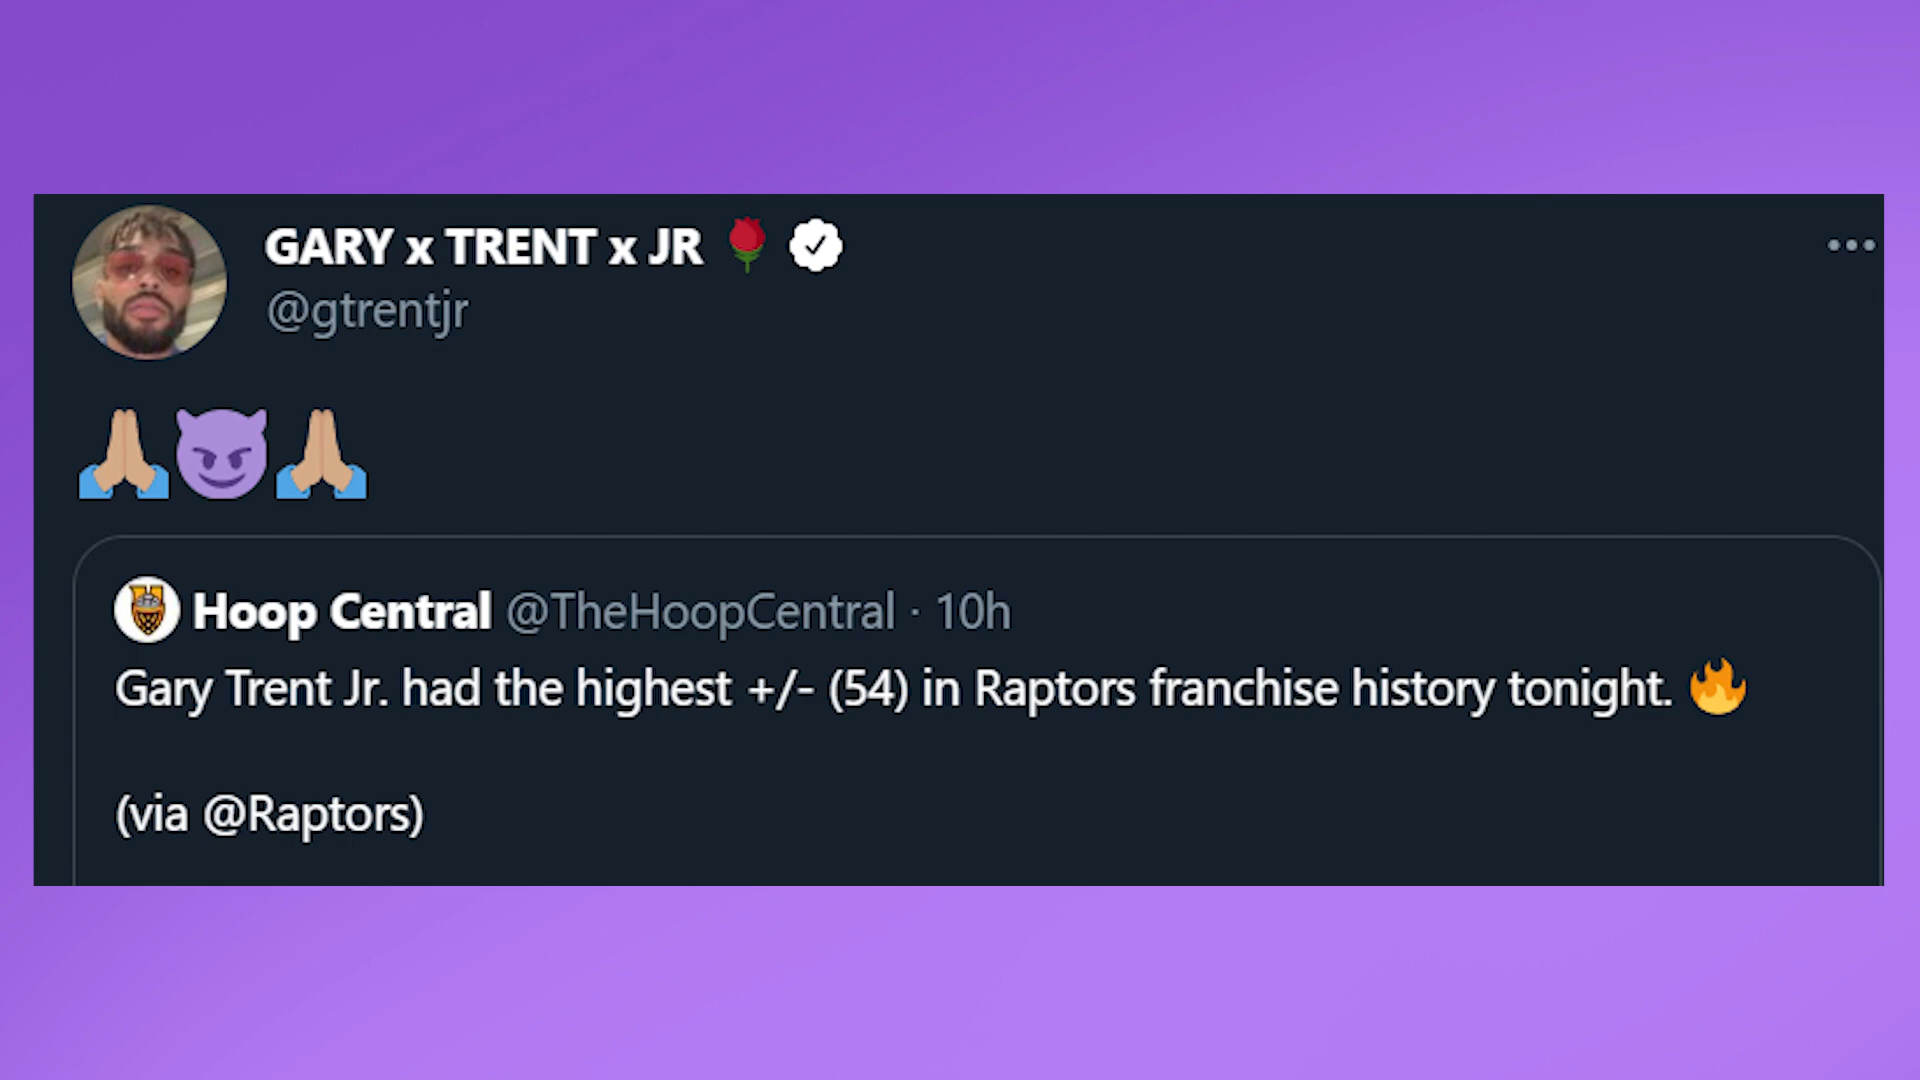 GARY x TRENT x JR 🌹
@gtrentjr
🙏🏼😈🙏🏼
Hoop Central @TheHoopCentral · 10h
Gary Trent Jr. had the highest +/- (54) in Raptors franchise history tonight. 🔥
(via @Raptors)